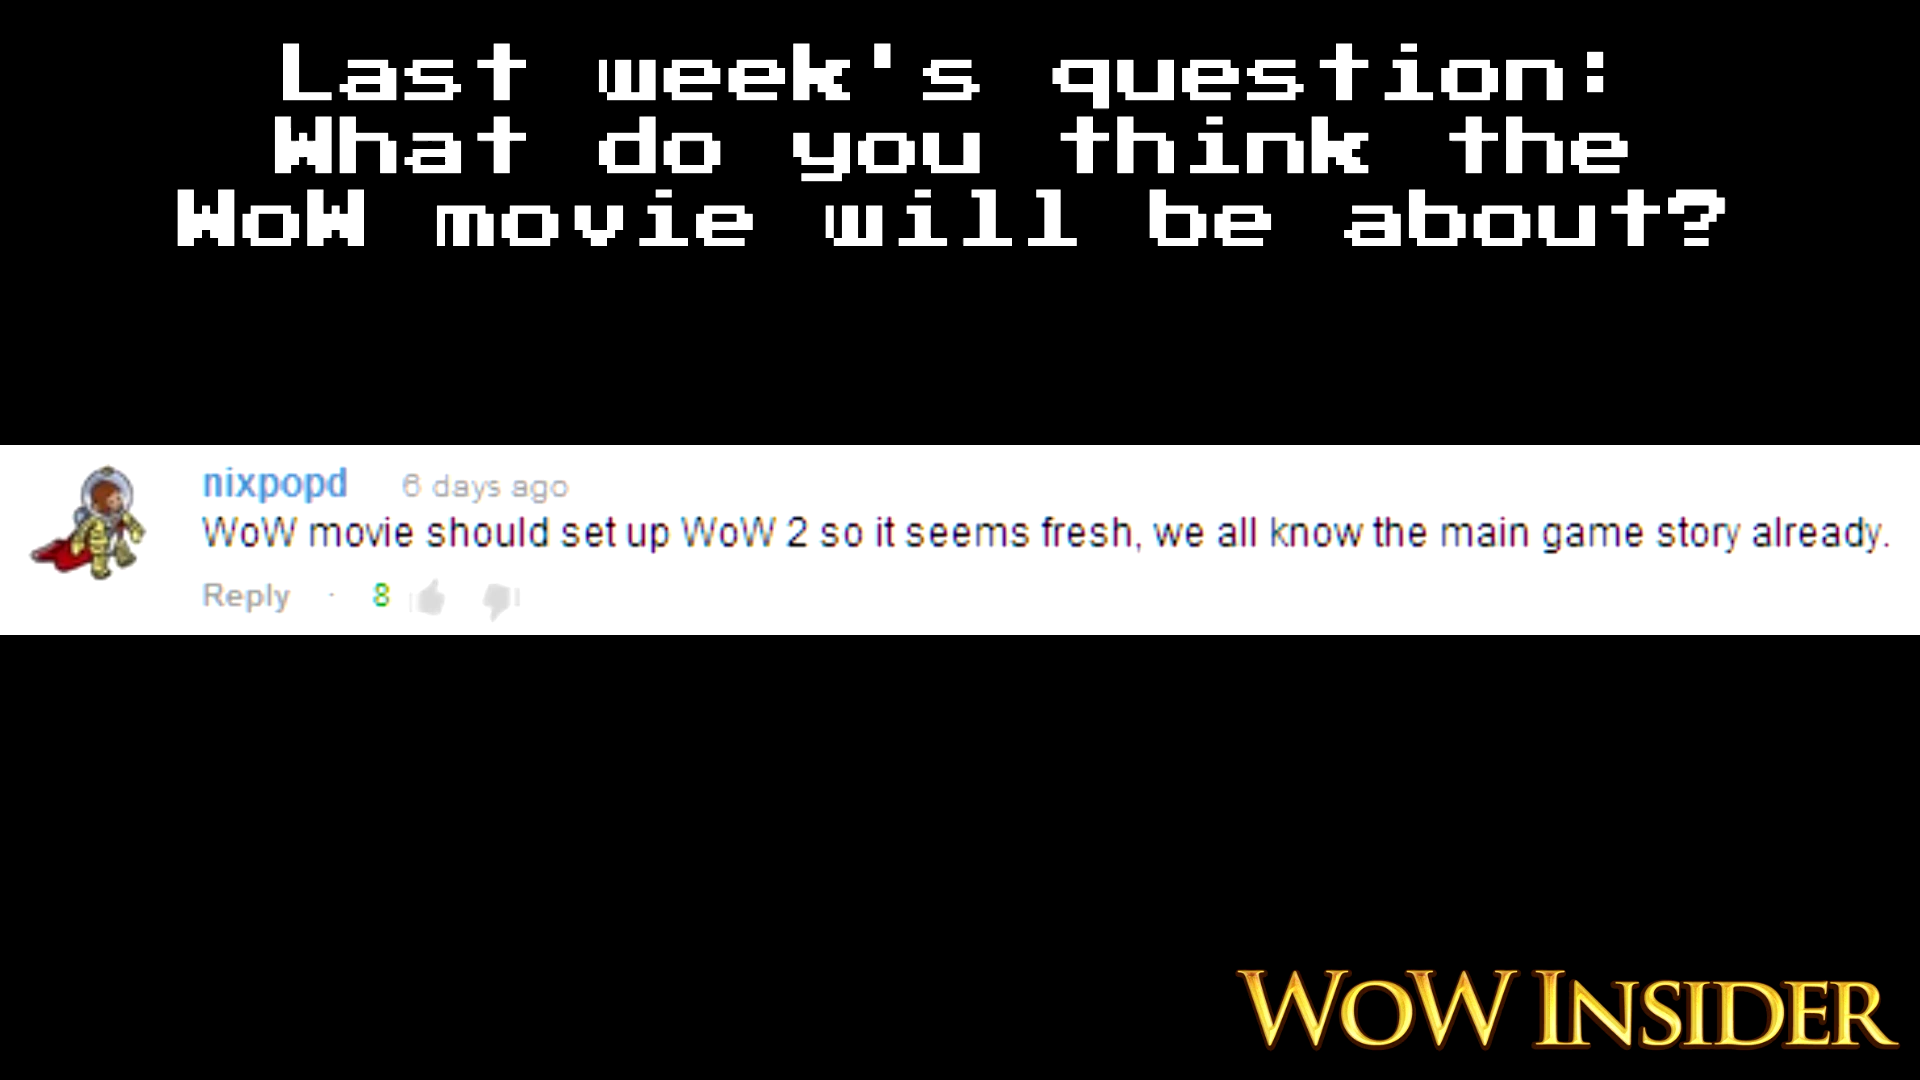 Last week's question:
What do you think the
WoW movie will be about?
nixpopd 6 days ago
WoW movie should set up WoW 2 so it seems fresh, we all know the main game story already.
Reply · 8
WoW Insider